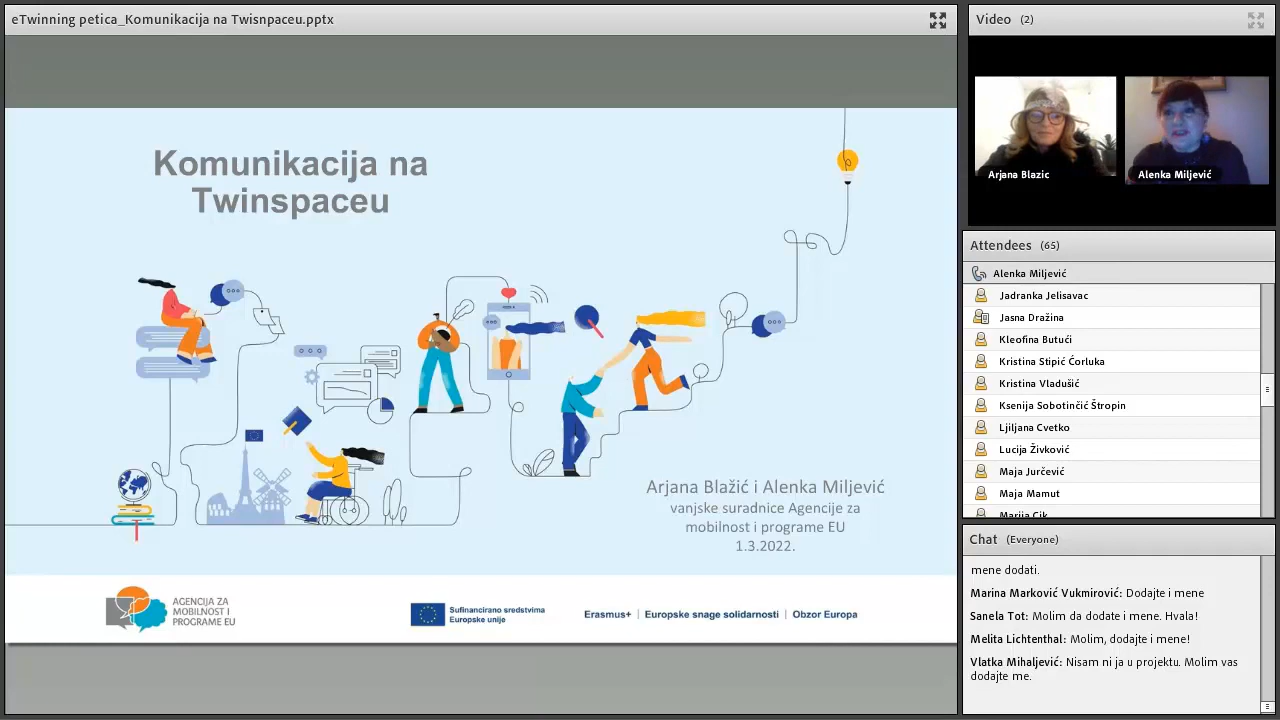 eTwinning petica_Komunikacija na Twisnpaceu.pptx
Komunikacija na
Twinspaceu
Arjana Blažić i Alenka Miljević
vanjske suradnice Agencije za
mobilnost i programe EU
1.3.2022.
AGENCIJA ZA
MOBILNOST I
PROGRAME EU
Sufinancirano sredstvima
Europske unije
Erasmus+ | Europske snage solidarnosti | Obzor Europa
Video (2)
Arjana Blazic
Alenka Miljević
Attendees (65)
Alenka Miljević
Jadranka Jelisavac
Jasna Dražina
Kleofina Butući
Kristina Stipić Ćorluka
Kristina Vladušić
Ksenija Sobotinčić Štropin
Ljiljana Cvetko
Lucija Živković
Maja Jurčević
Maja Mamut
Marija Cik
Chat (Everyone)
mene dodati.
Marina Marković Vukmirović: Dodajte i mene
Sanela Tot: Molim da dodate i mene. Hvala!
Melita Lichtenthal: Molim, dodajte i mene!
Vlatka Mihaljević: Nisam ni ja u projektu. Molim vas
dodajte me.